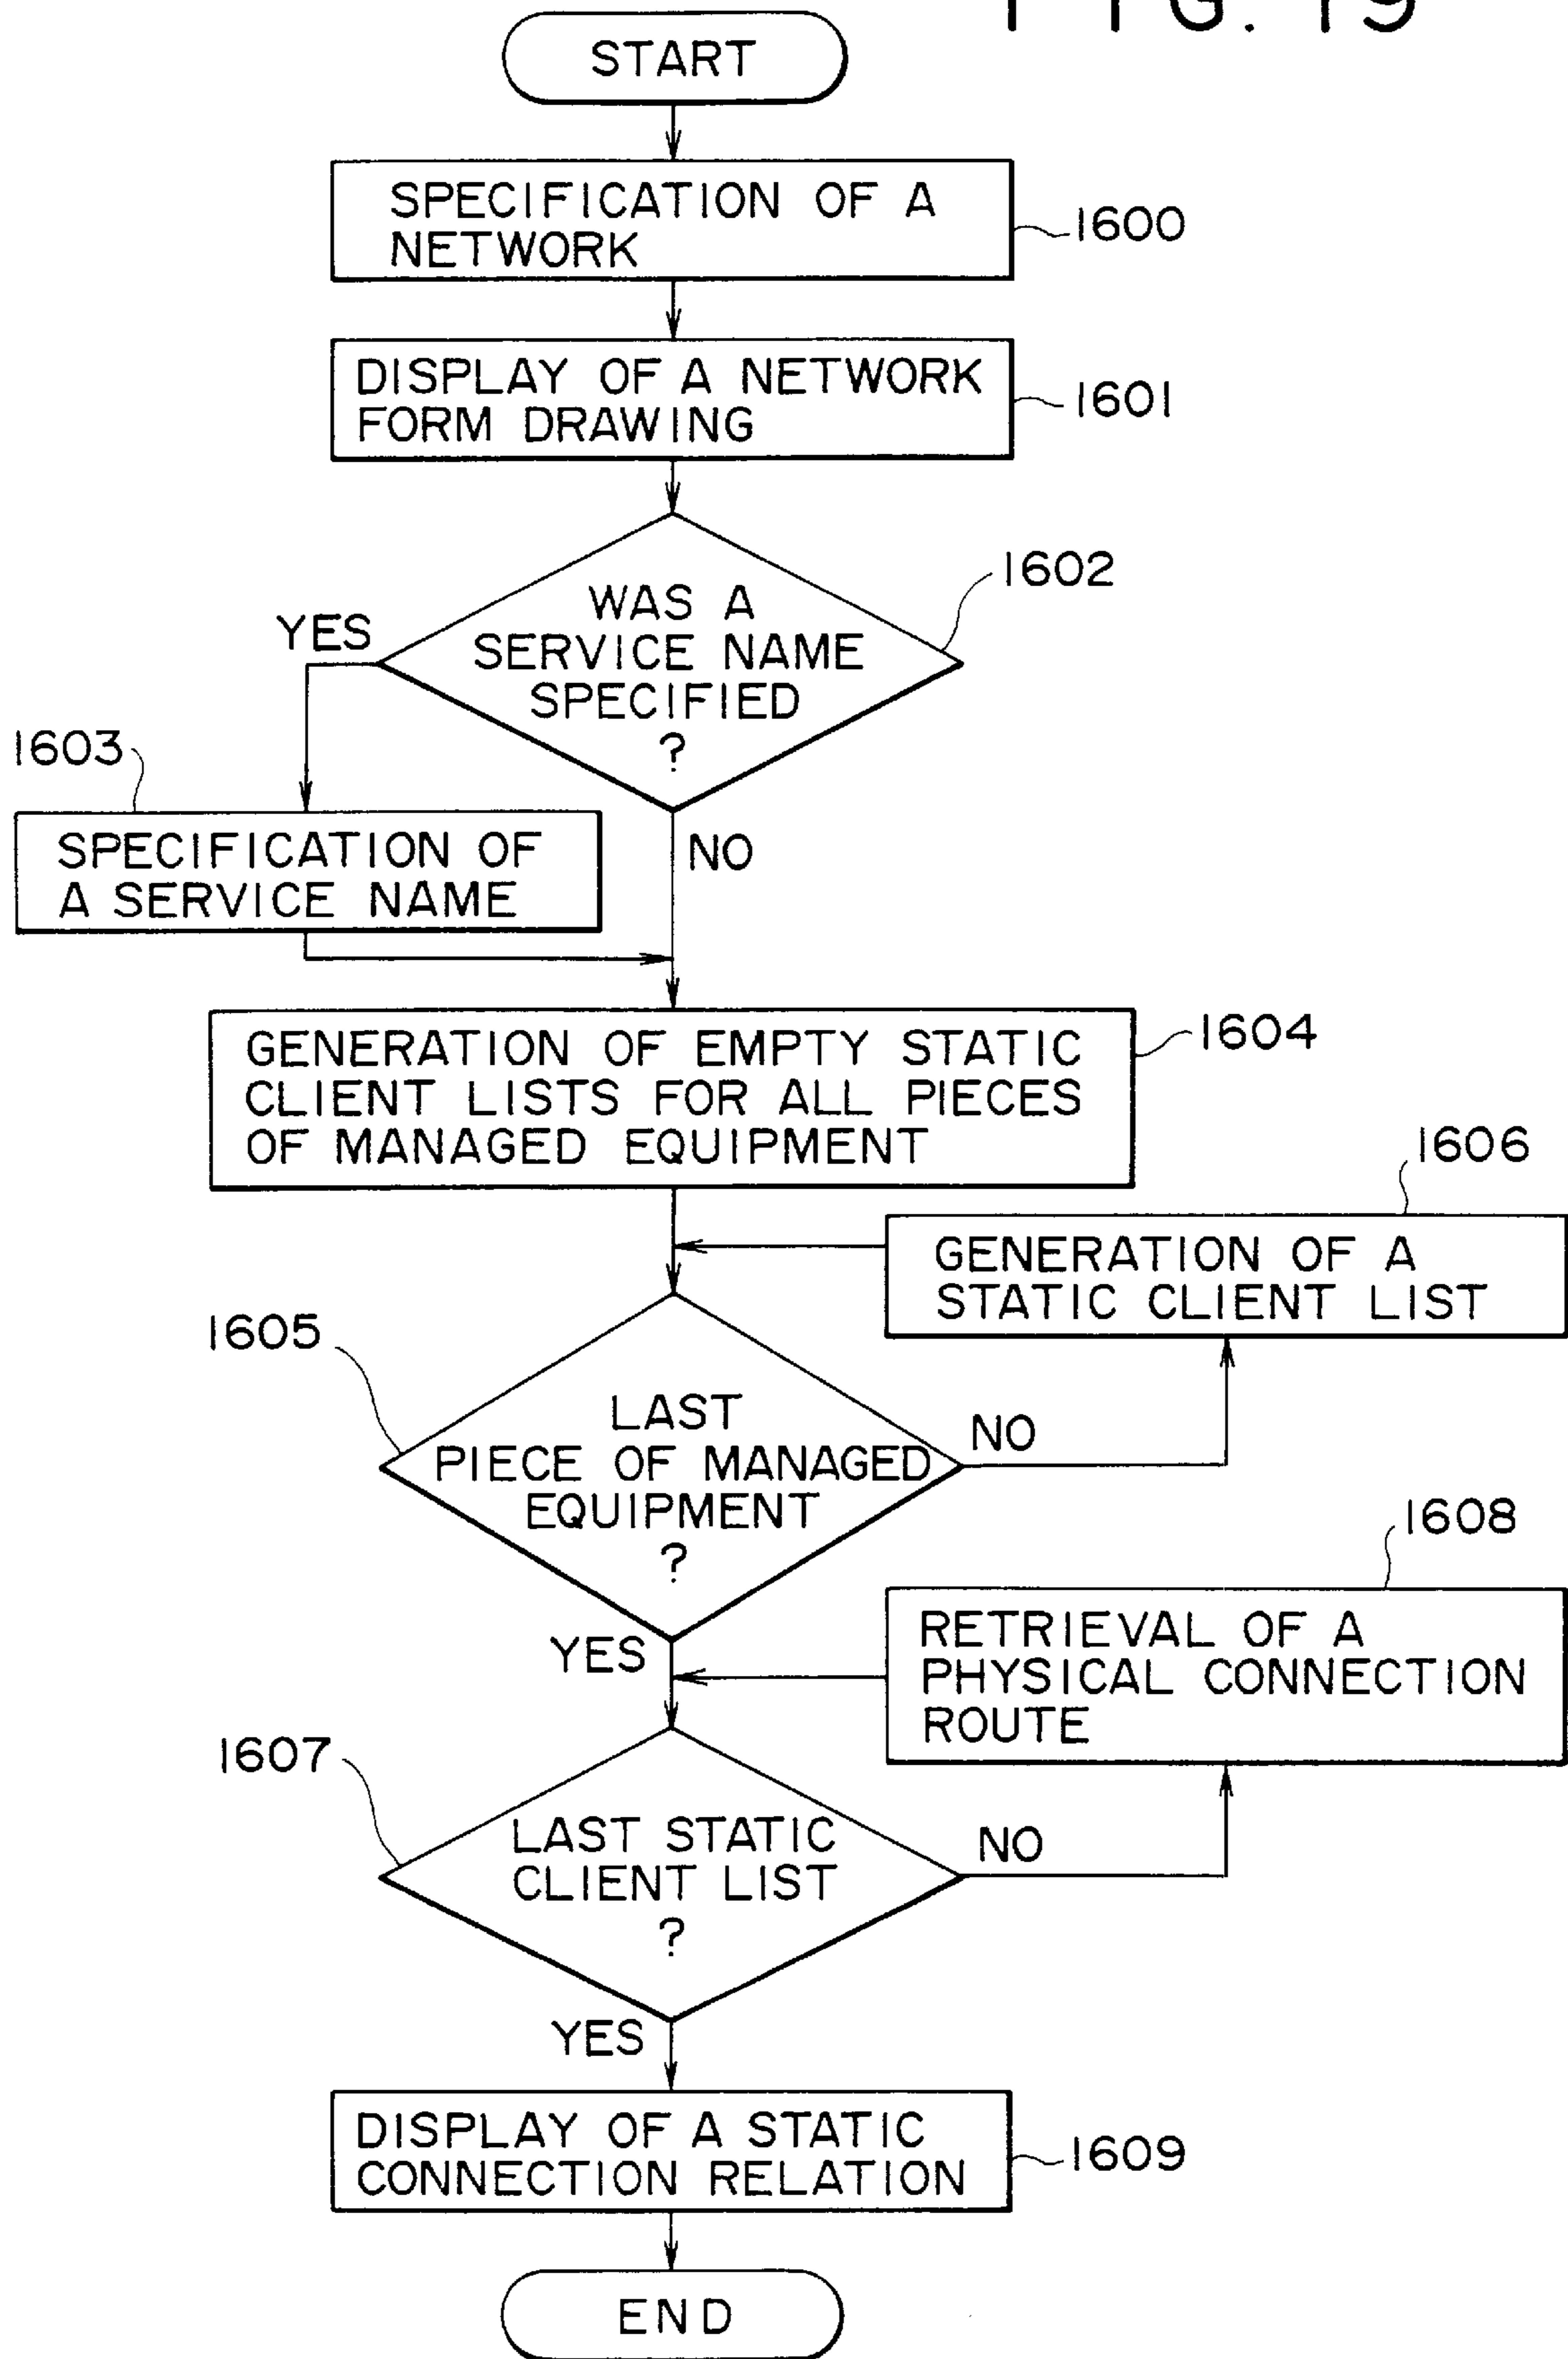 FIG. 19
START
SPECIFICATION OF A
NETWORK
1600
DISPLAY OF A NETWORK
FORM DRAWING
1601
WAS A
SERVICE NAME
SPECIFIED
?
1602
YES
NO
1603
SPECIFICATION OF
A SERVICE NAME
GENERATION OF EMPTY STATIC
CLIENT LISTS FOR ALL PIECES
OF MANAGED EQUIPMENT
1604
1606
GENERATION OF A
STATIC CLIENT LIST
1605
LAST
PIECE OF MANAGED
EQUIPMENT
?
NO
YES
1608
RETRIEVAL OF A
PHYSICAL CONNECTION
ROUTE
1607
LAST STATIC
CLIENT LIST
?
NO
YES
DISPLAY OF A STATIC
CONNECTION RELATION
1609
END